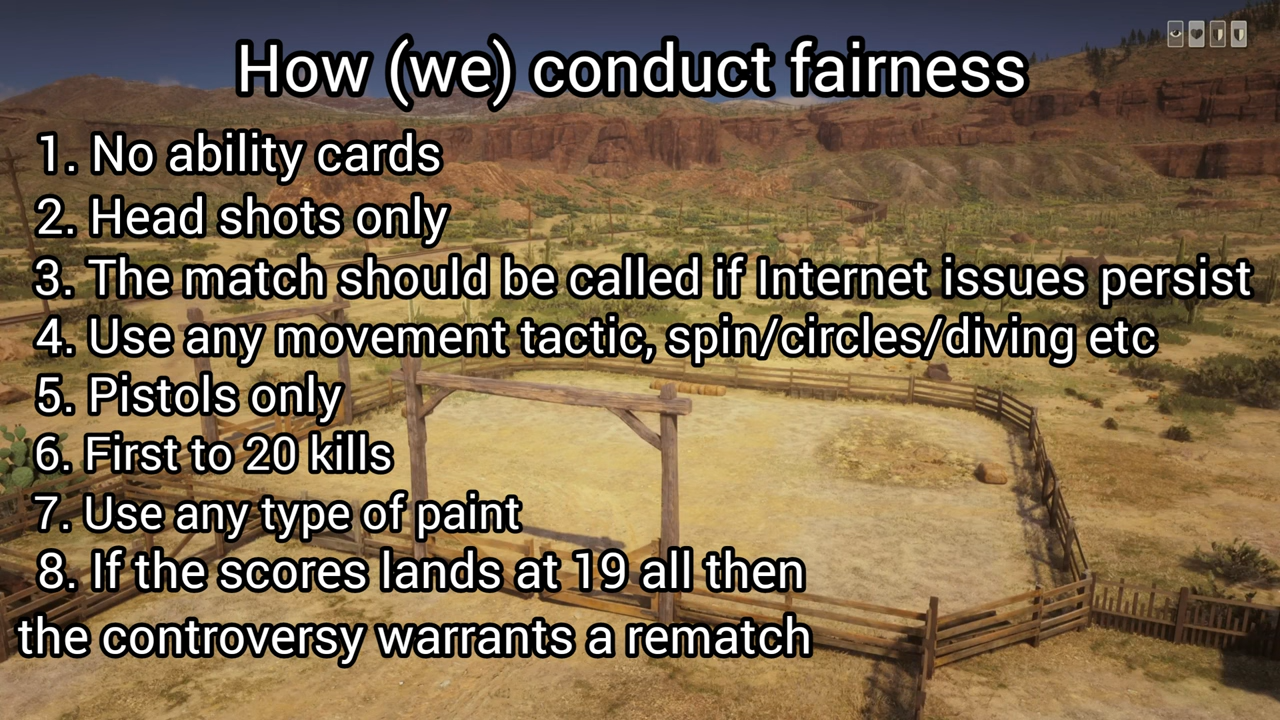 How (we) conduct fairness
1. No ability cards
2. Head shots only
3. The match should be called if Internet issues persist
4. Use any movement tactic, spin/circles/diving etc
5. Pistols only
6. First to 20 kills
7. Use any type of paint
8. If the scores lands at 19 all then
the controversy warrants a rematch